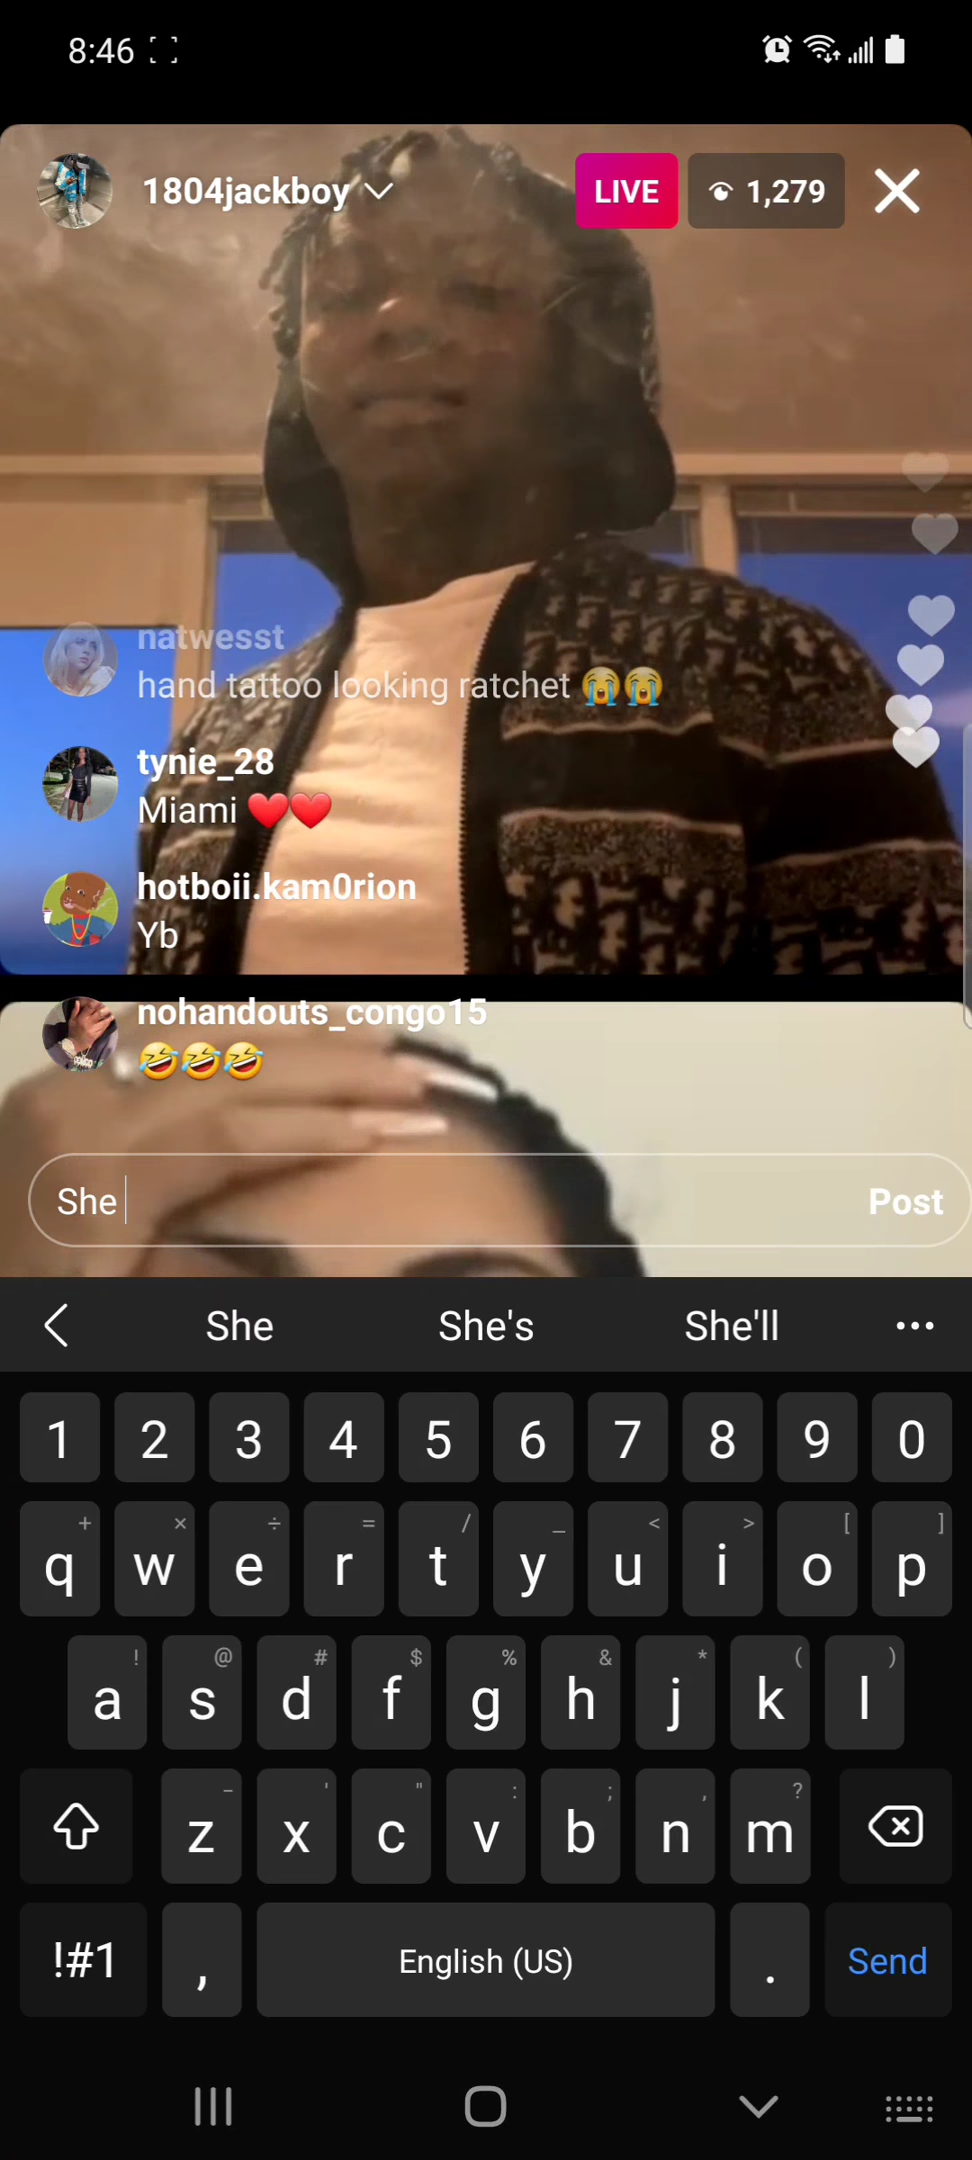 8:46
1804jackboy
LIVE
1,279
natwesst
hand tattoo looking ratchet 😭😭
tynie_28
Miami ❤️❤️
hotboii.kam0rion
Yb
nohandouts_congo15
🤣🤣🤣
She
Post
She She's She'll ...
1 2 3 4 5 6 7 8 9 0
+ × ÷ = / _ < > [ ]
q w e r t y u i o p
! @ # $ % & * ( )
a s d f g h j k l
- ' " : ; , ?
z x c v b n m
!#1 , English (US) . Send